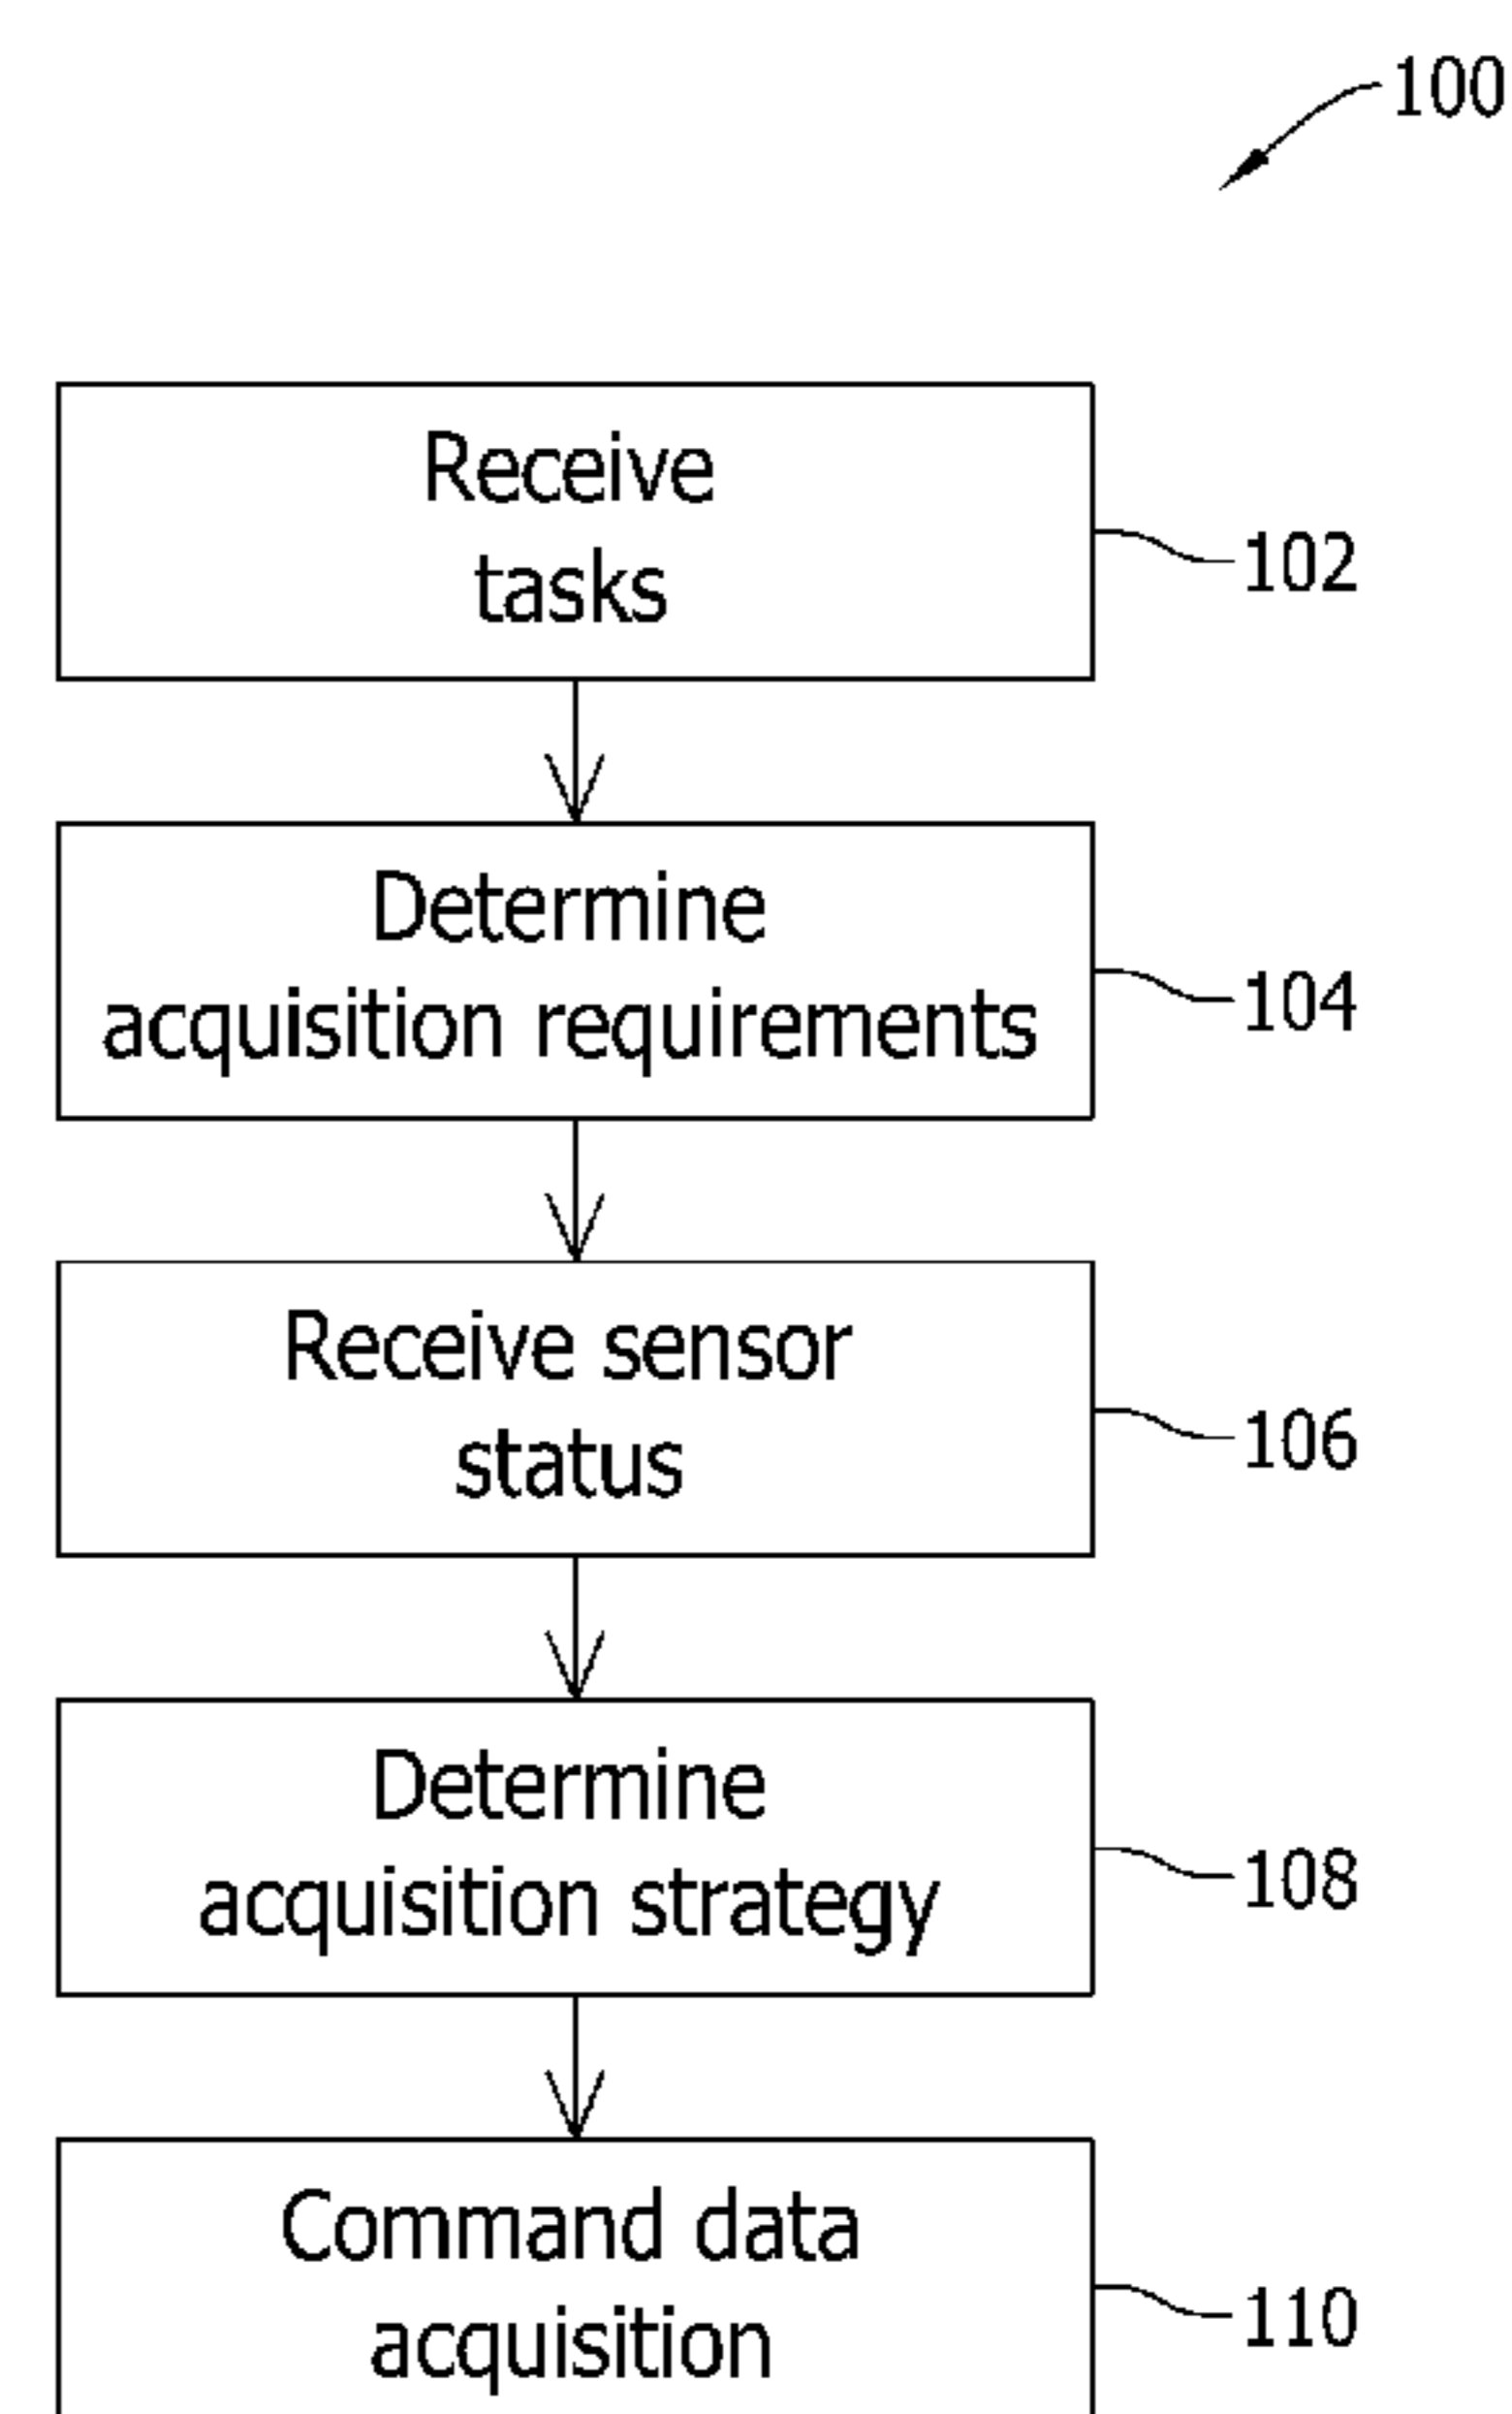 100
Receive
tasks
102
Determine
acquisition requirements
104
Receive sensor
status
106
Determine
acquisition strategy
108
Command data
acquisition
110